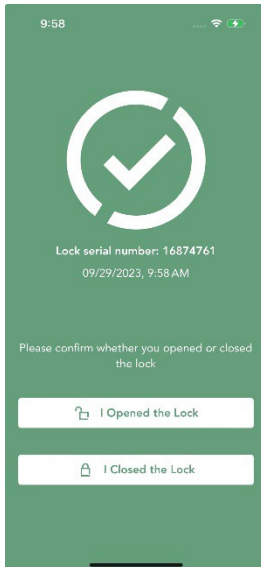 9:58
Lock serial number: 16874761
09/29/2023, 9:58 AM
Please confirm whether you opened or closed
the lock
I Opened the Lock
I Closed the Lock